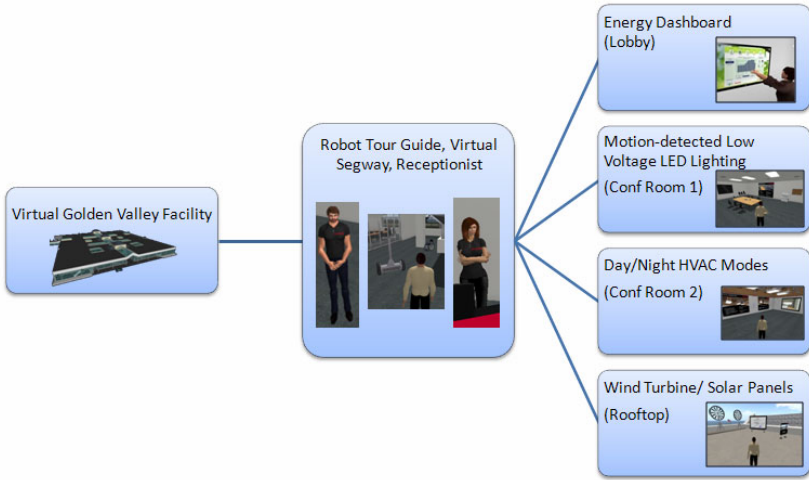 Virtual Golden Valley Facility
Robot Tour Guide, Virtual
Segway, Receptionist
Energy Dashboard
(Lobby)
Motion-detected Low
Voltage LED Lighting
(Conf Room 1)
Day/Night HVAC Modes
(Conf Room 2)
Wind Turbine/ Solar Panels
(Rooftop)